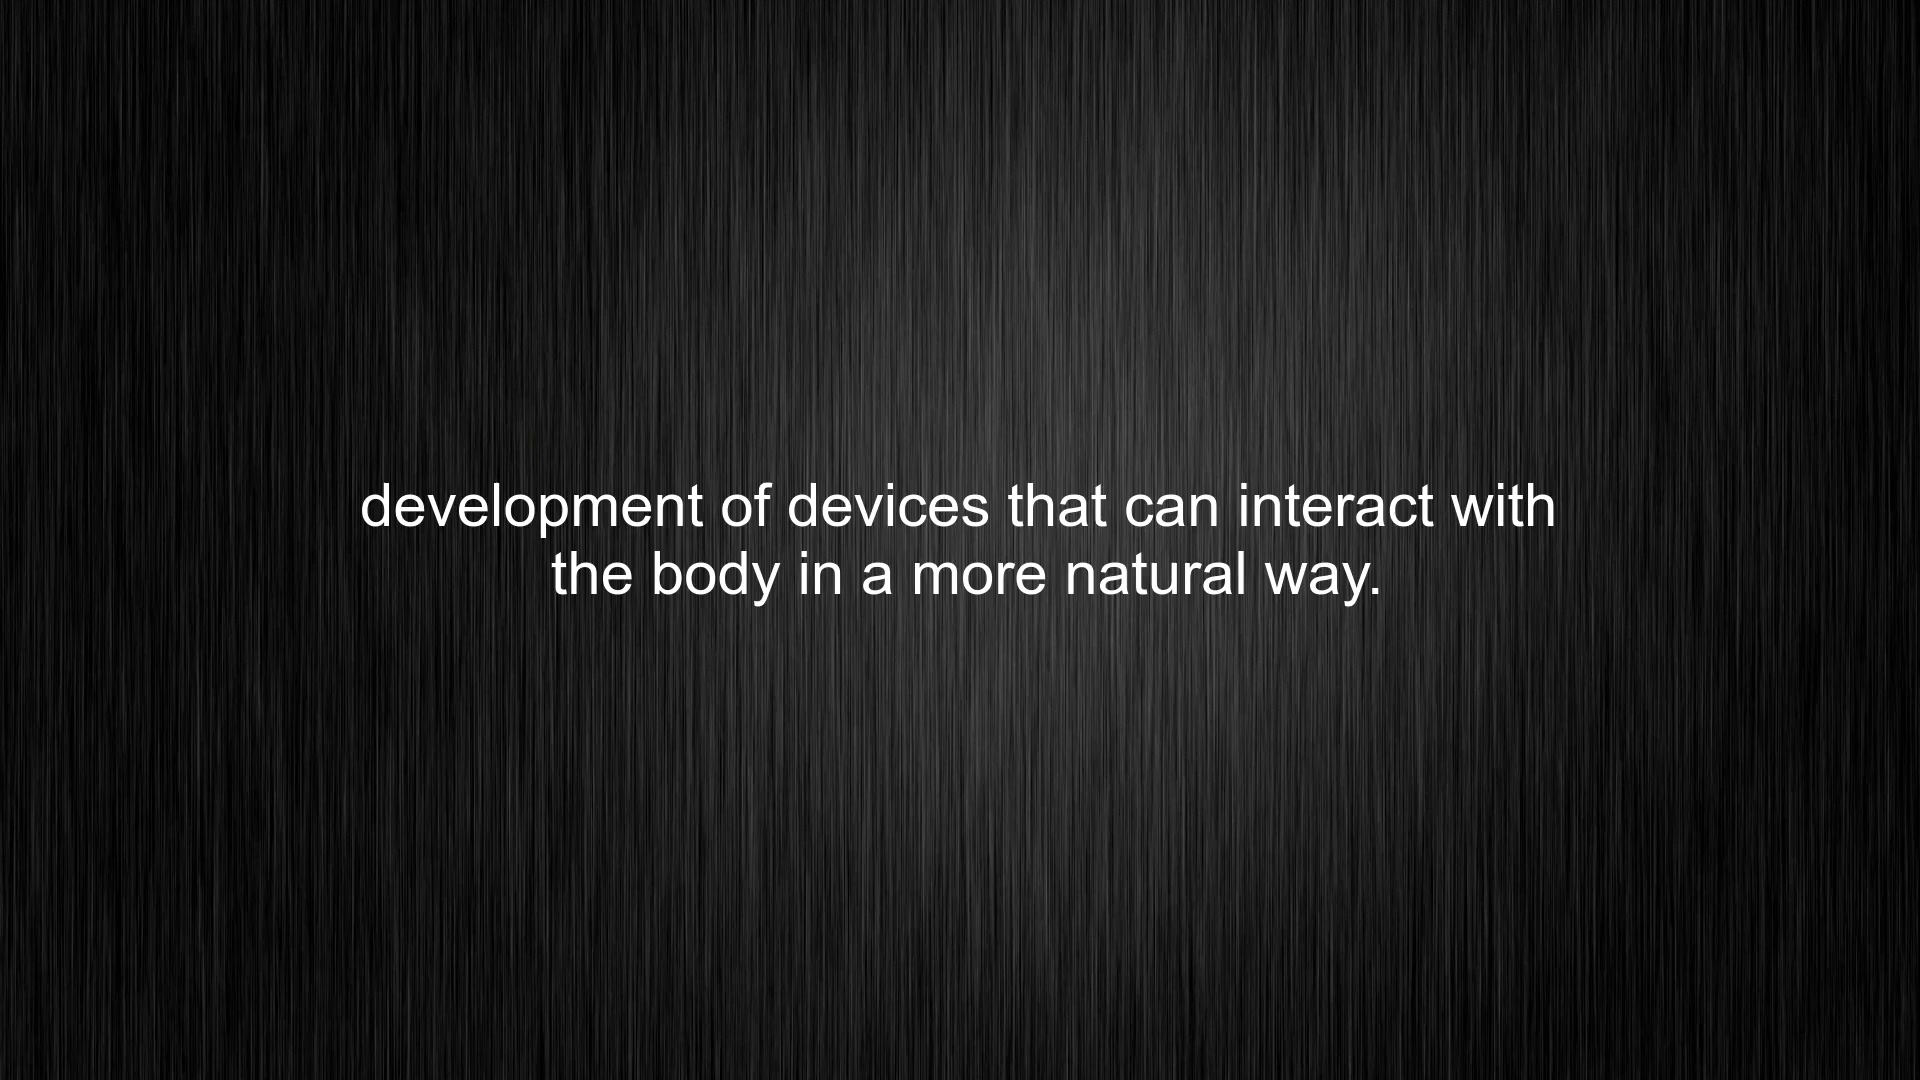 development of devices that can interact with
the body in a more natural way.